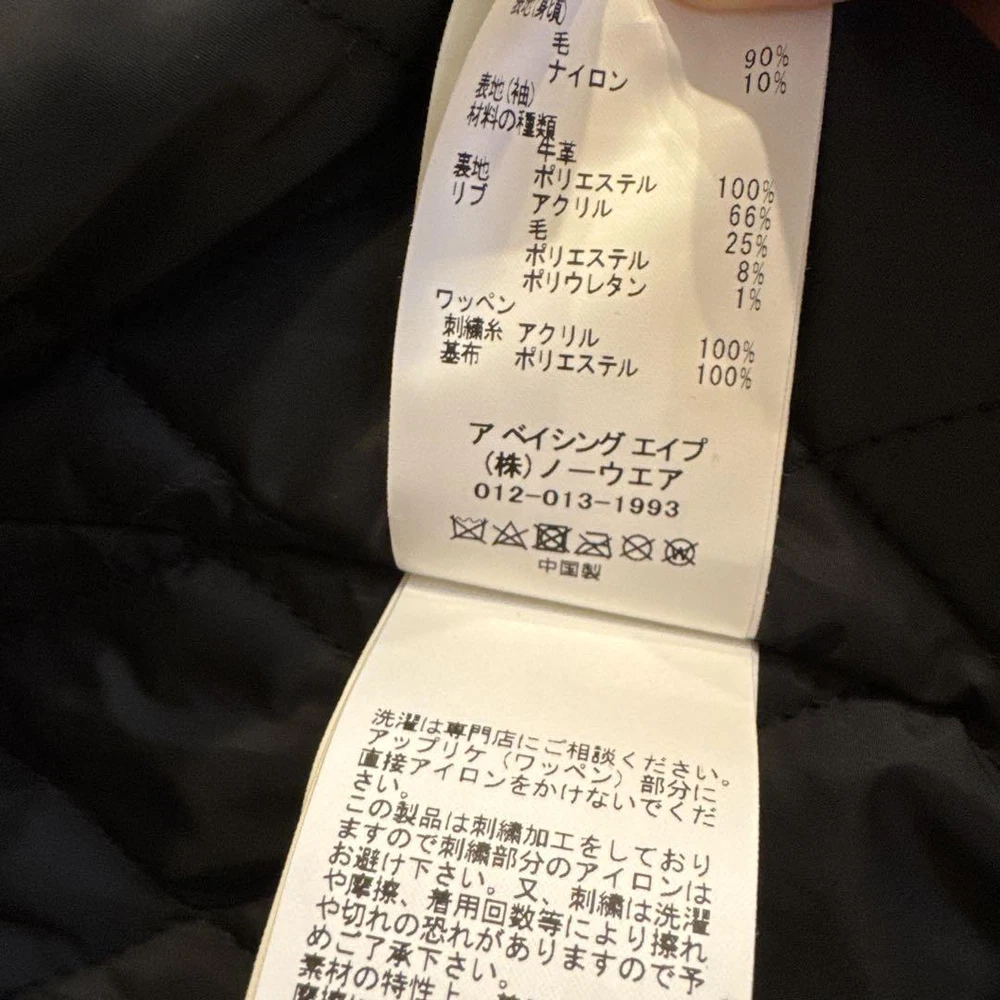 表地(身頃)
毛 90%
ナイロン 10%
表地(袖)
材料の種類
牛革
裏地 ポリエステル 100%
リブ アクリル 66%
毛 25%
ポリエステル 8%
ポリウレタン 1%
ワッペン
刺繍糸 アクリル 100%
基布 ポリエステル 100%
ア ベイシング エイプ
(株)ノーウエア
012-013-1993
W
中国製
洗濯は専門店にご相談ください。
アップリケ(ワッペン)部分に
直接アイロンをかけないでくだ
さい。
この製品は刺繍加工をしており
ますので刺繍部分のアイロンは
お避け下さい。又、刺繍は洗濯
や摩擦、着用回数等により擦れ
や切れの恐れがありますので予
めご了承下さい。
素材の特性上、